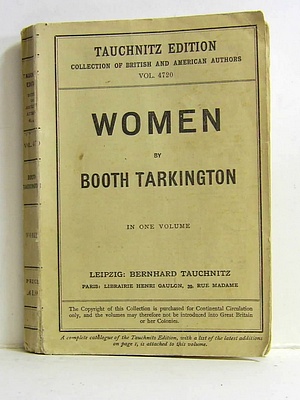 TAUCHNITZ EDITION
COLLECTION OF BRITISH AND AMERICAN AUTHORS
VOL. 4720
WOMEN
BY
BOOTH TARKINGTON
IN ONE VOLUME
LEIPZIG: BERNHARD TAUCHNITZ
PARIS: LIBRAIRIE HENRI GAULON, 39, RUE MADAME
The Copyright of this Collection is purchased for Continental Circulation
only, and the volumes may therefore not be introduced into Great Britain
or her Colonies.
A complete catalogue of the Tauchnitz Edition, with a list of the latest additions
on page 1, is attached to this volume.